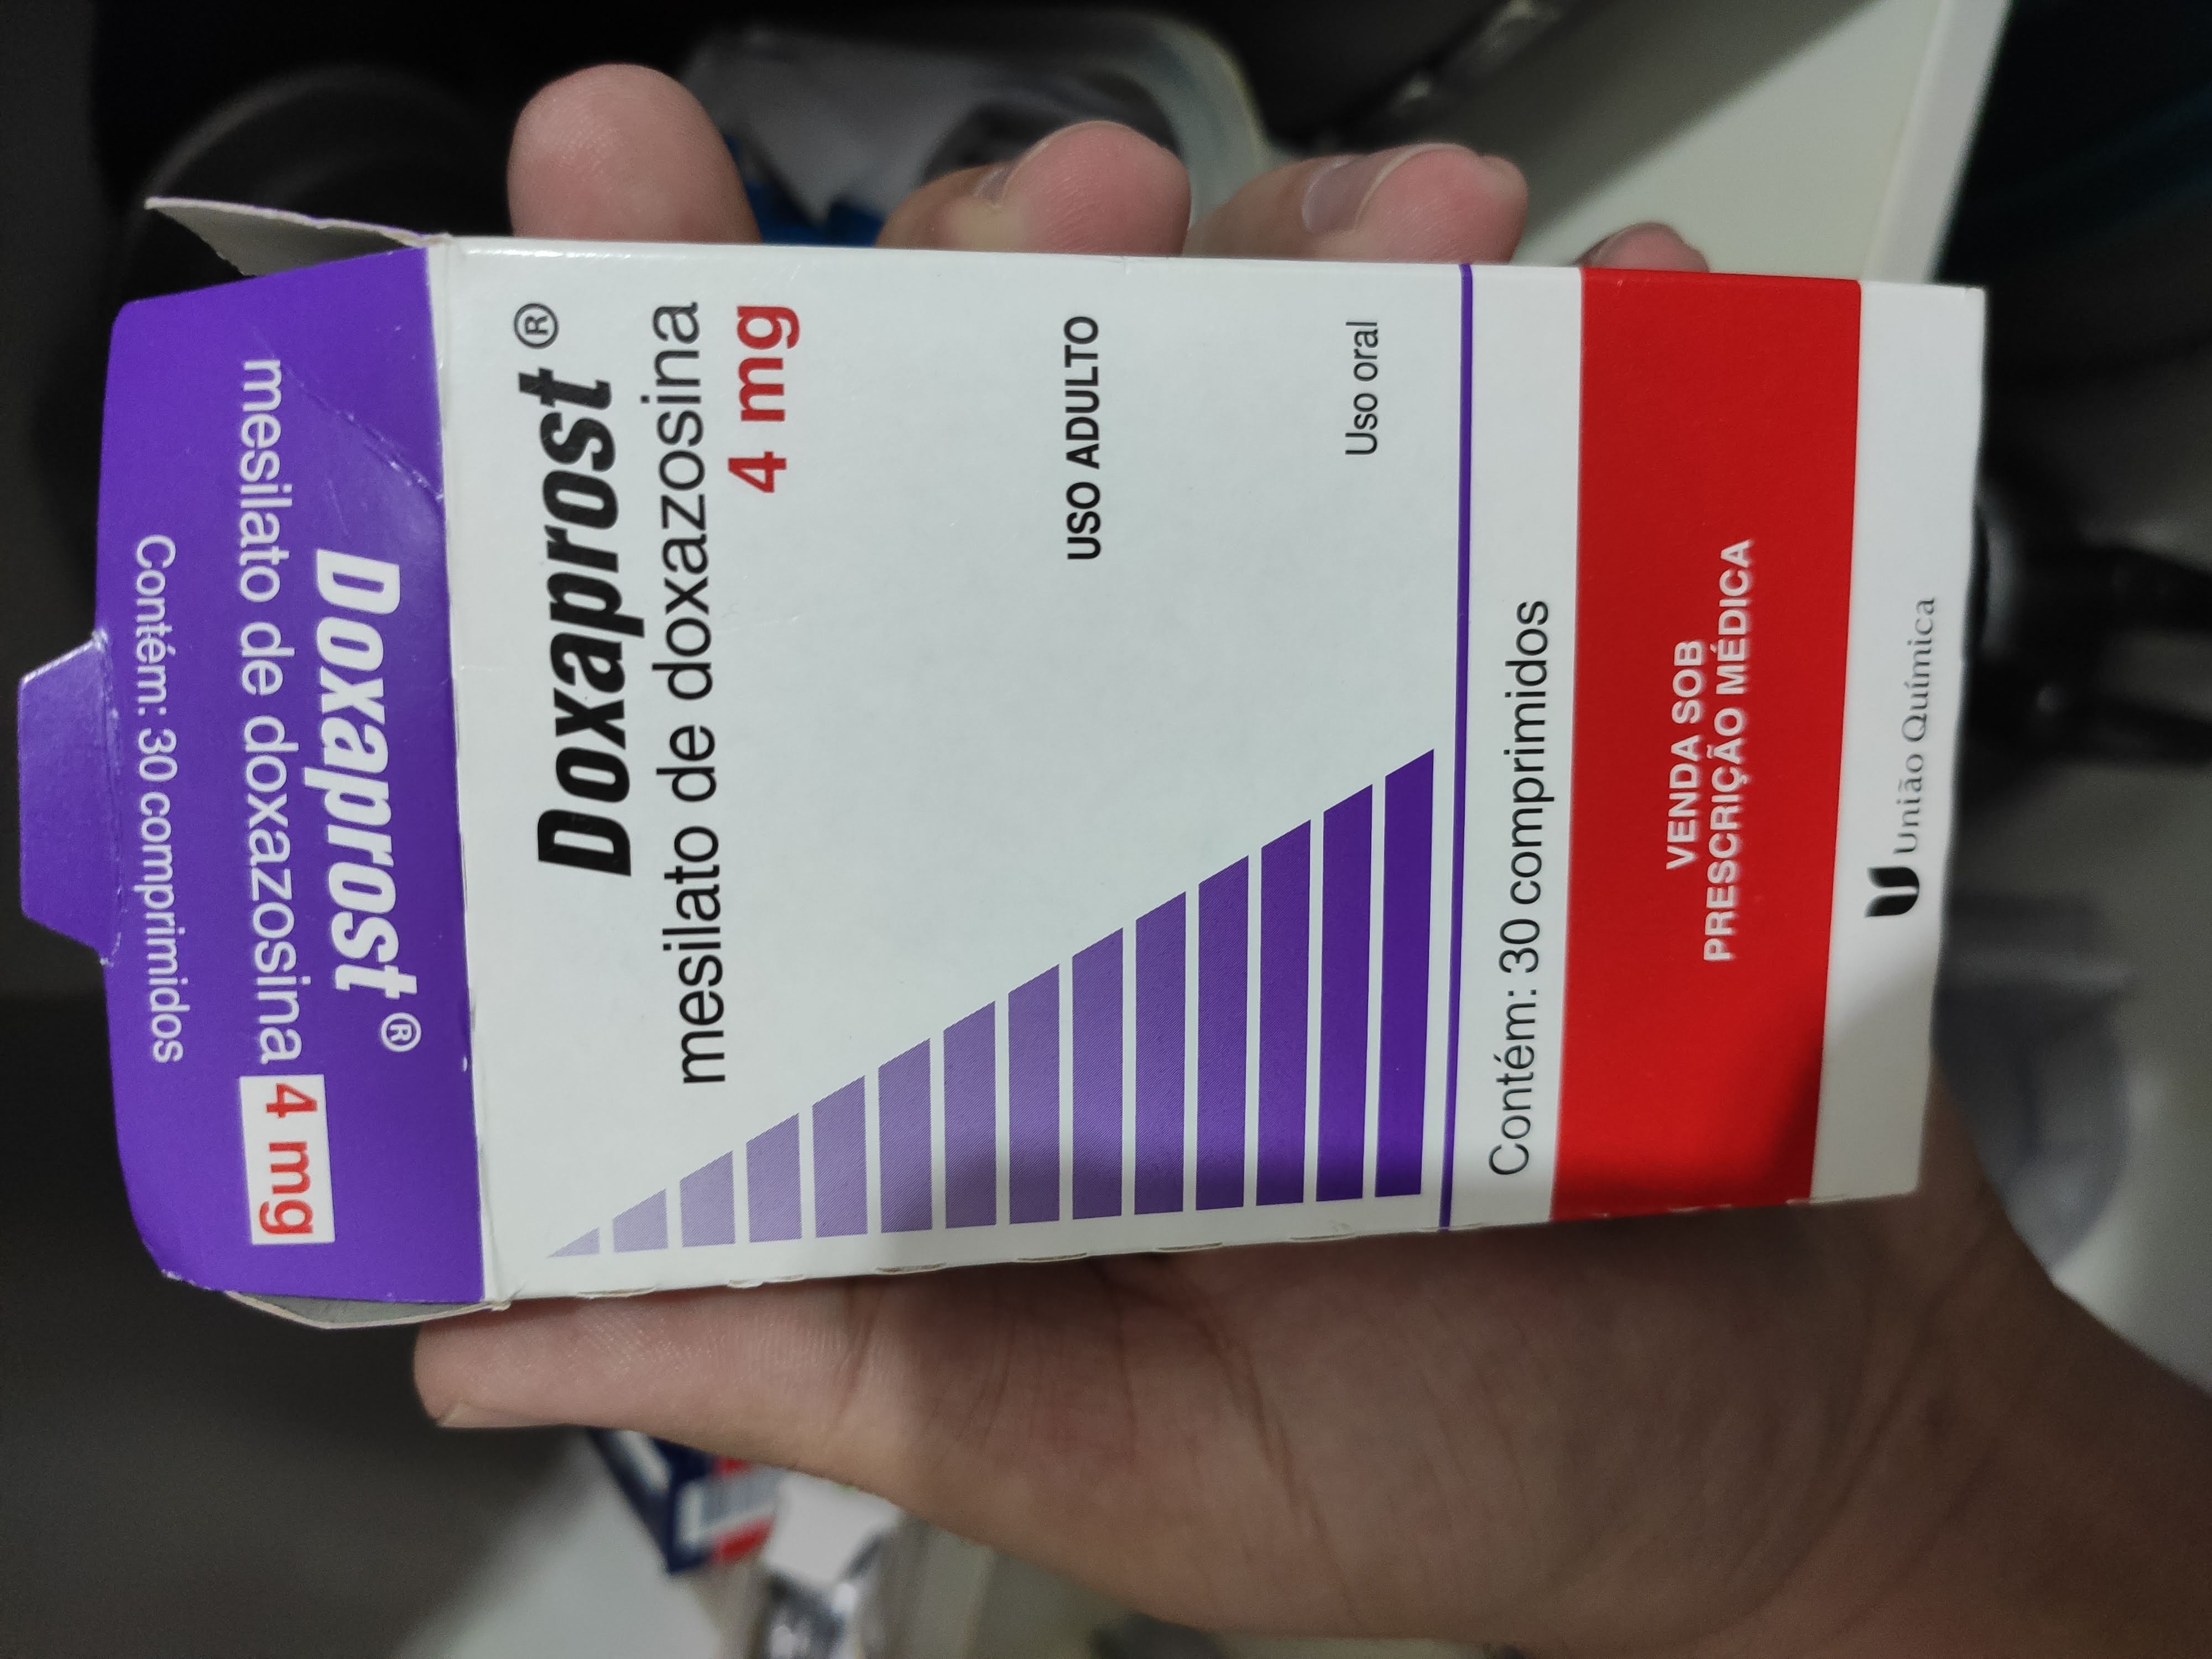 Doxaprost®
mesilato de doxazosina 4 mg
Contém: 30 comprimidos
Doxaprost®
mesilato de doxazosina
4 mg
USO ADULTO
Uso oral
Contém: 30 comprimidos
VENDA SOB
PRESCRIÇÃO MÉDICA
União Química